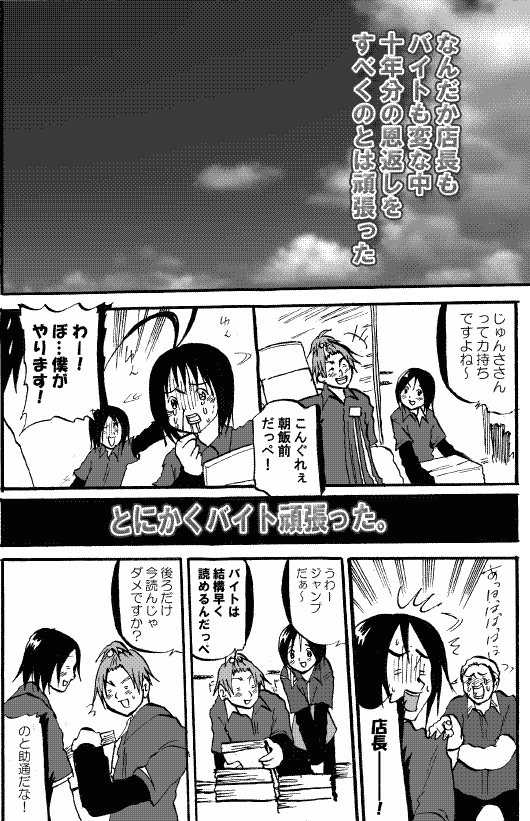 なんだか店長も
バイトも変な中
十年分の恩返しを
すべくのとは頑張った
じゅんささん
って力持ち
ですよね～
こんぐれぇ
朝飯前
だっぺ！
わー！
ぼ…僕が
やります！
とにかくバイト頑張った。
あっはばばばは
店長――！
うわー
ジャンプ
だぁ～
バイトは
結構早く
読めるんだっぺ
後ろだけ
今読んじゃ
ダメですか？
のと助通だな！